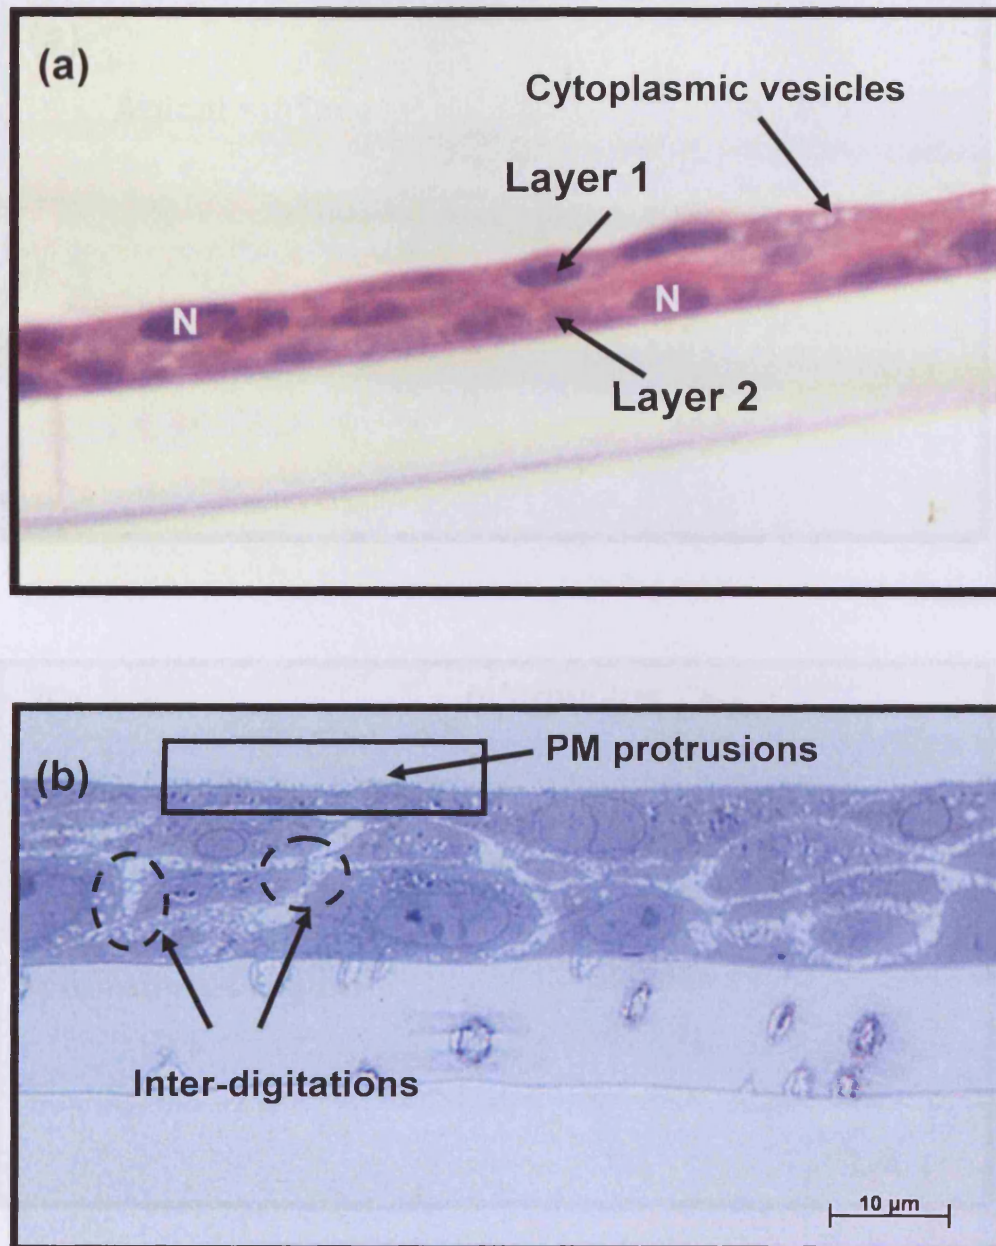 (a)
Cytoplasmic vesicles
Layer 1
N
N
Layer 2
(b)
PM protrusions
Inter-digitations
10 µm